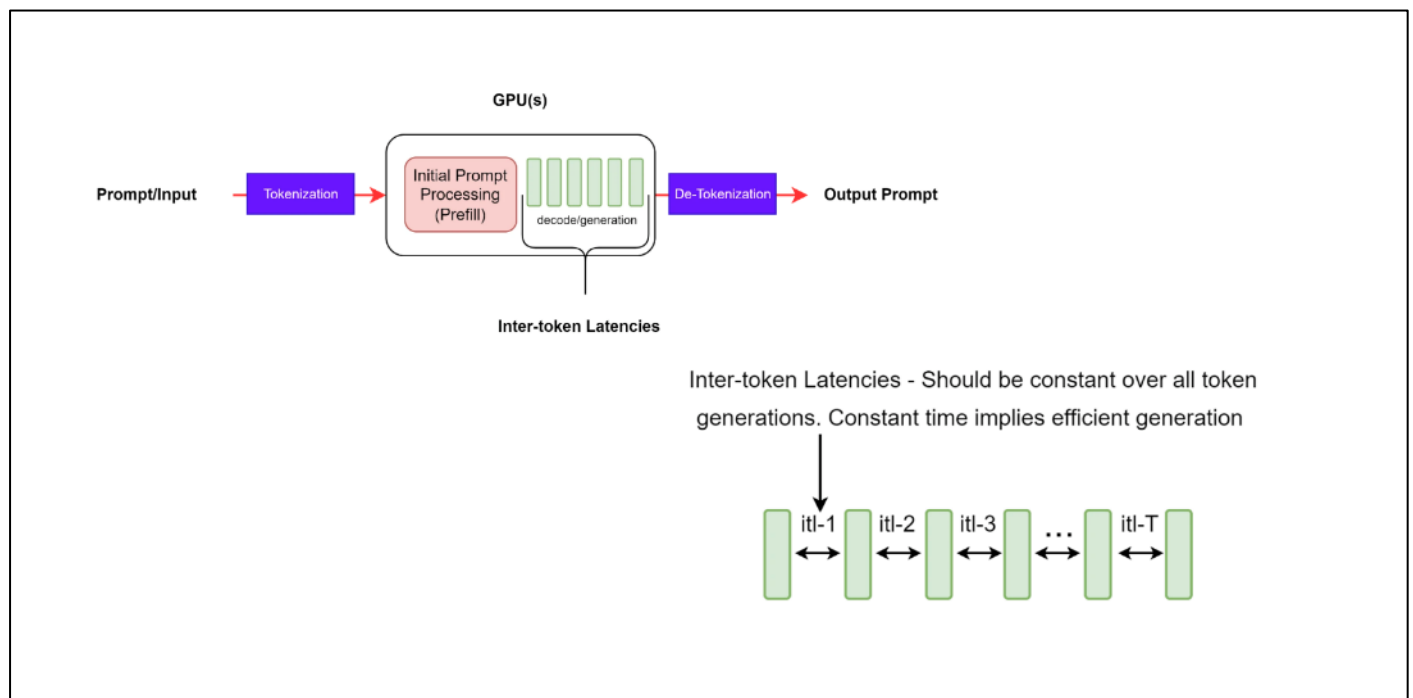 GPU(s)
Prompt/Input
Tokenization
Initial Prompt
Processing
(Prefill)
decode/generation
De-Tokenization
Output Prompt
Inter-token Latencies
Inter-token Latencies - Should be constant over all token
generations. Constant time implies efficient generation
itl-1
itl-2
itl-3
...
itl-T